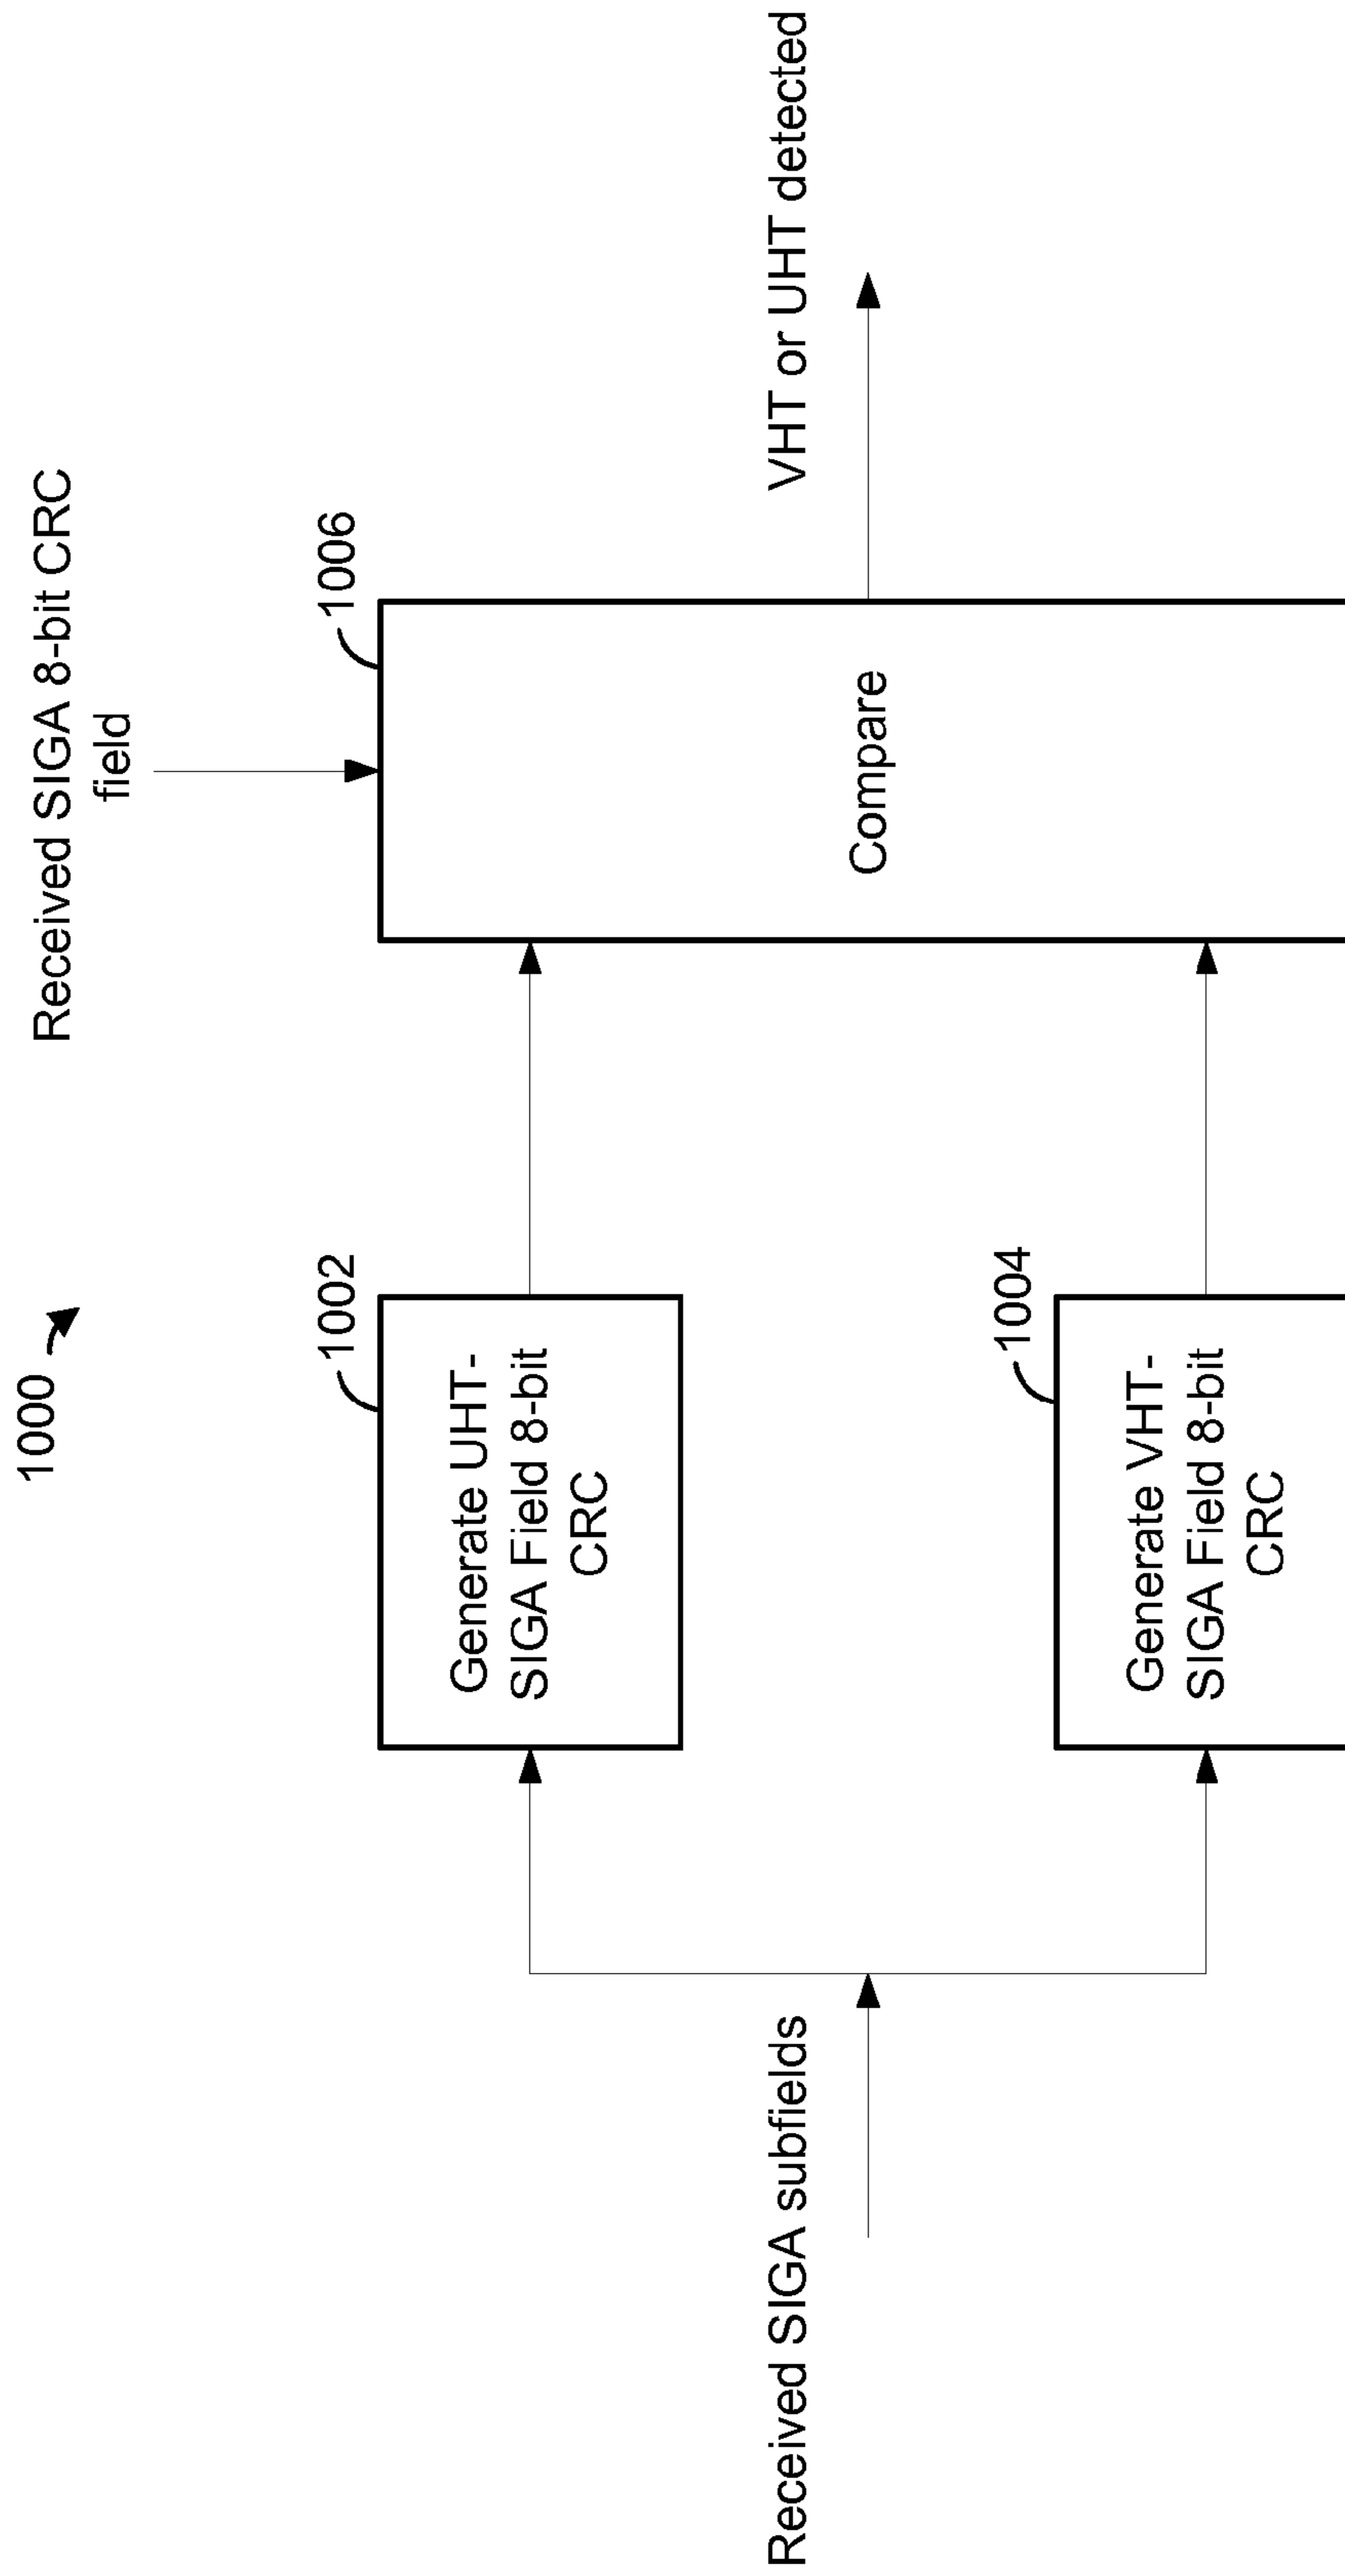 1000
Received SIGA 8-bit CRC
field
1002
1006
Generate UHT-
SIGA Field 8-bit
CRC
Received SIGA subfields
Compare
VHT or UHT detected
1004
Generate VHT-
SIGA Field 8-bit
CRC